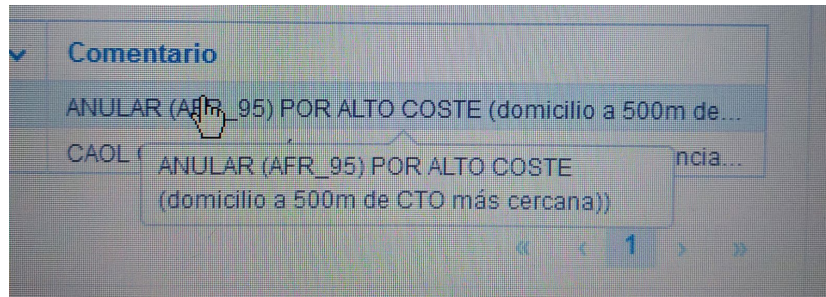 Comentario
ANULAR (AFR_95) POR ALTO COSTE (domicilio a 500m de...
CAOL ncia...
ANULAR (AFR_95) POR ALTO COSTE
(domicilio a 500m de CTO más cercana))
« ‹ 1 › »